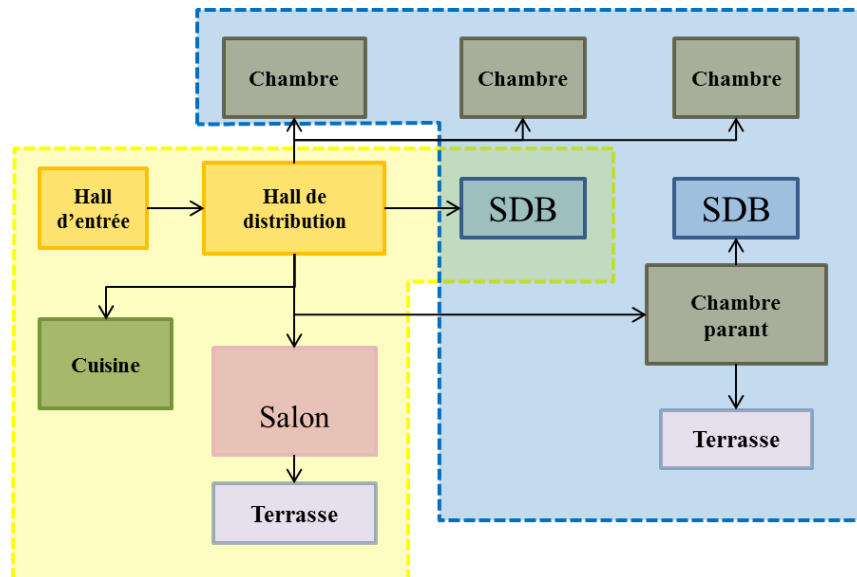 Chambre
Chambre
Chambre
Hall
d'entrée
Hall de
distribution
SDB
SDB
Chambre
parant
Cuisine
Salon
Terrasse
Terrasse